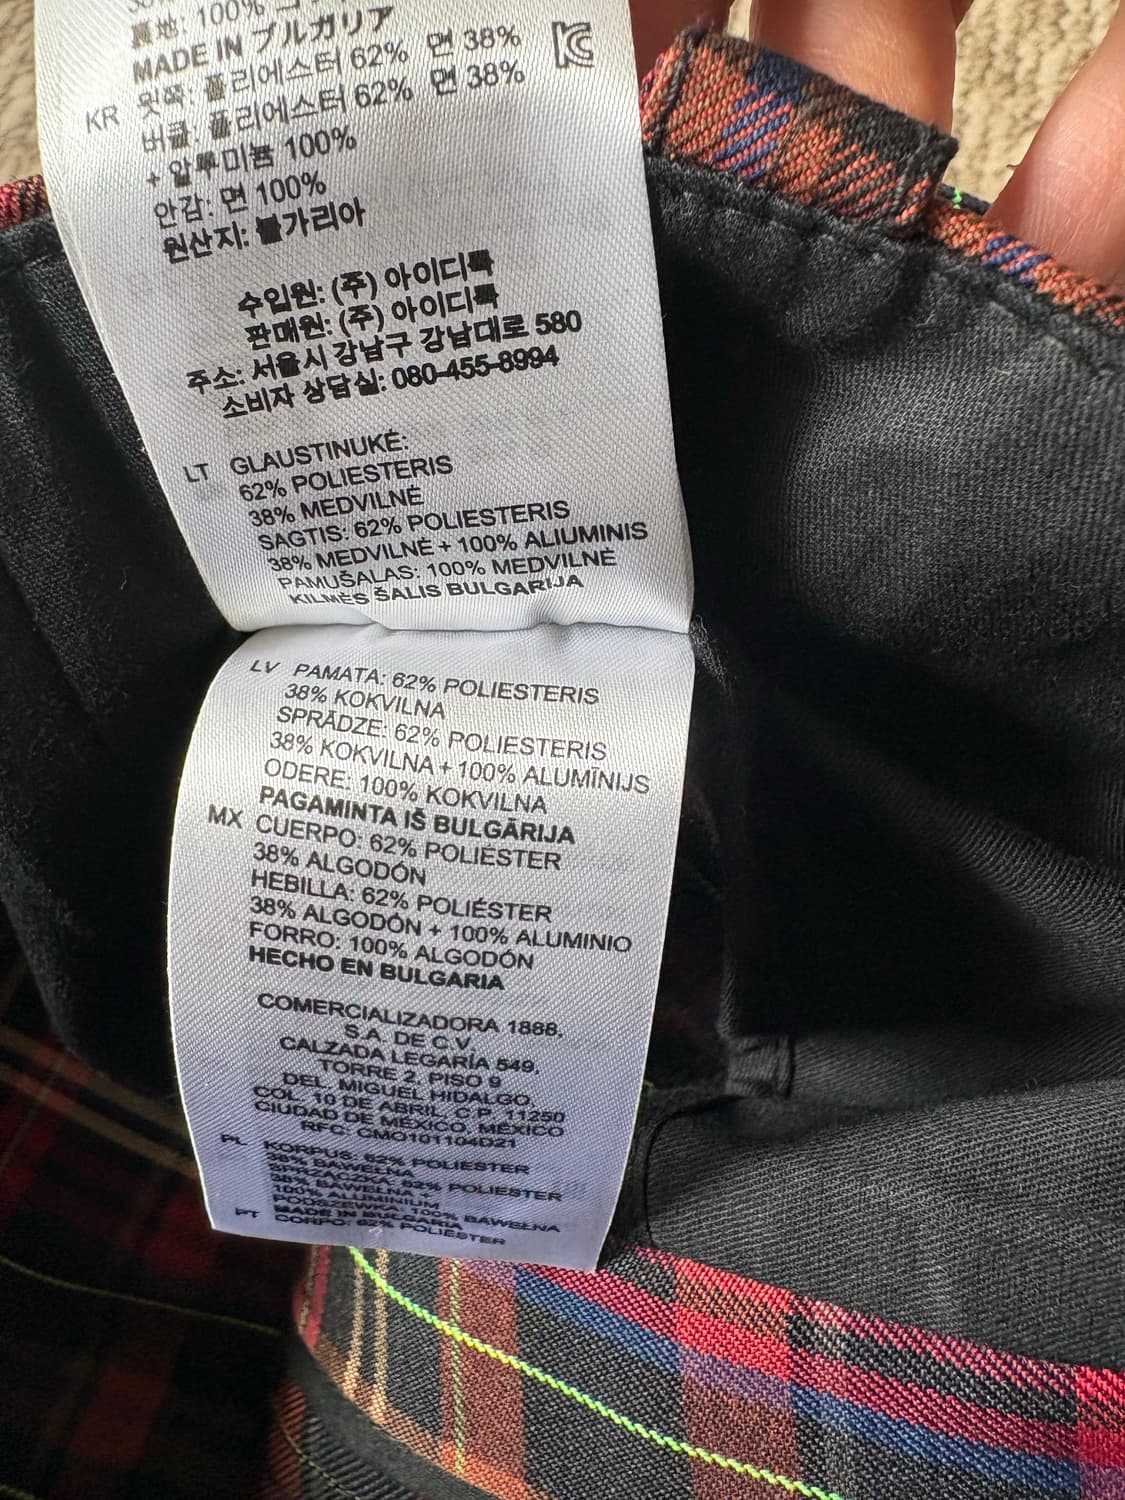 裏地: 100%
MADE IN ブルガリア
KR 겉쪽: 폴리에스터 62% 면 38%
버클: 폴리에스터 62% 면 38%
+ 알루미늄 100%
안감: 면 100%
원산지: 불가리아
수입원: (주) 아이디룩
판매원: (주) 아이디룩
주소: 서울시 강남구 강남대로 580
소비자 상담실: 080-455-8994
LT GLAUSTINUKĖ:
62% POLIESTERIS
38% MEDVILNĖ
SAGTIS: 62% POLIESTERIS
38% MEDVILNĖ + 100% ALIUMINIS
PAMUŠALAS: 100% MEDVILNĖ
KILMĖS ŠALIS BULGARIJA
LV PAMATA: 62% POLIESTERIS
38% KOKVILNA
SPRĀDZE: 62% POLIESTERIS
38% KOKVILNA + 100% ALUMĪNIJS
ODERE: 100% KOKVILNA
PAGAMINTA IŠ BULGĀRIJA
MX CUERPO: 62% POLIESTER
38% ALGODÓN
HEBILLA: 62% POLIÉSTER
38% ALGODÓN + 100% ALUMINIO
FORRO: 100% ALGODÓN
HECHO EN BULGARIA
COMERCIALIZADORA 1888,
S.A. DE C.V.
CALZADA LEGARÍA 549,
TORRE 2, PISO 9
DEL. MIGUEL HIDALGO,
COL. 10 DE ABRIL, C.P. 11250
CIUDAD DE MÉXICO, MÉXICO
RFC: CMO101104D21
PL KORPUS: 62% POLIESTER
38% BAWEŁNA
SPRZĄCZKA: 62% POLIESTER
38% BAWEŁNA +
100% ALUMINIUM
PODSZEWKA: 100% BAWEŁNA
MADE IN BULGARIA
PT CORPO: 62% POLIÉSTER